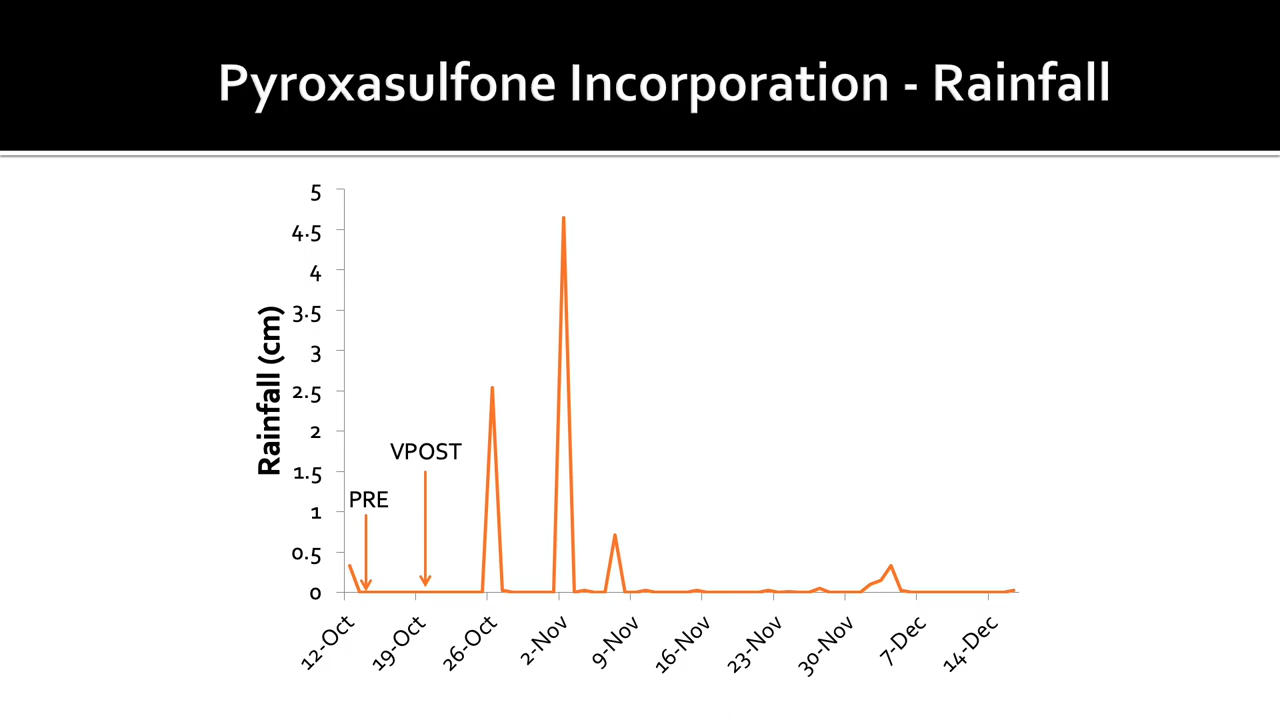 Pyroxasulfone Incorporation - Rainfall
5
4.5
4
3.5
3
2.5
2
1.5
1
0.5
0
Rainfall (cm)
VPOST
PRE
12-Oct
19-Oct
26-Oct
2-Nov
9-Nov
16-Nov
23-Nov
30-Nov
7-Dec
14-Dec